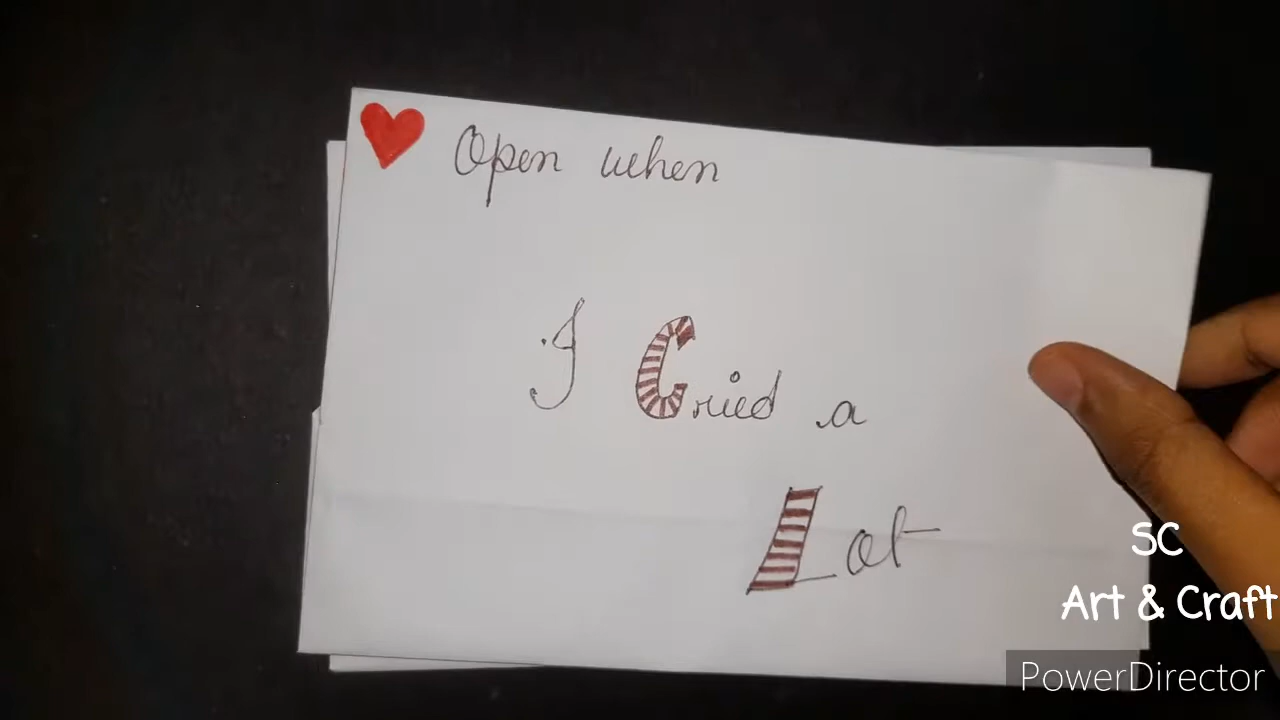 Open when
I Cried a
Lot
SC
Art & Craft
PowerDirector